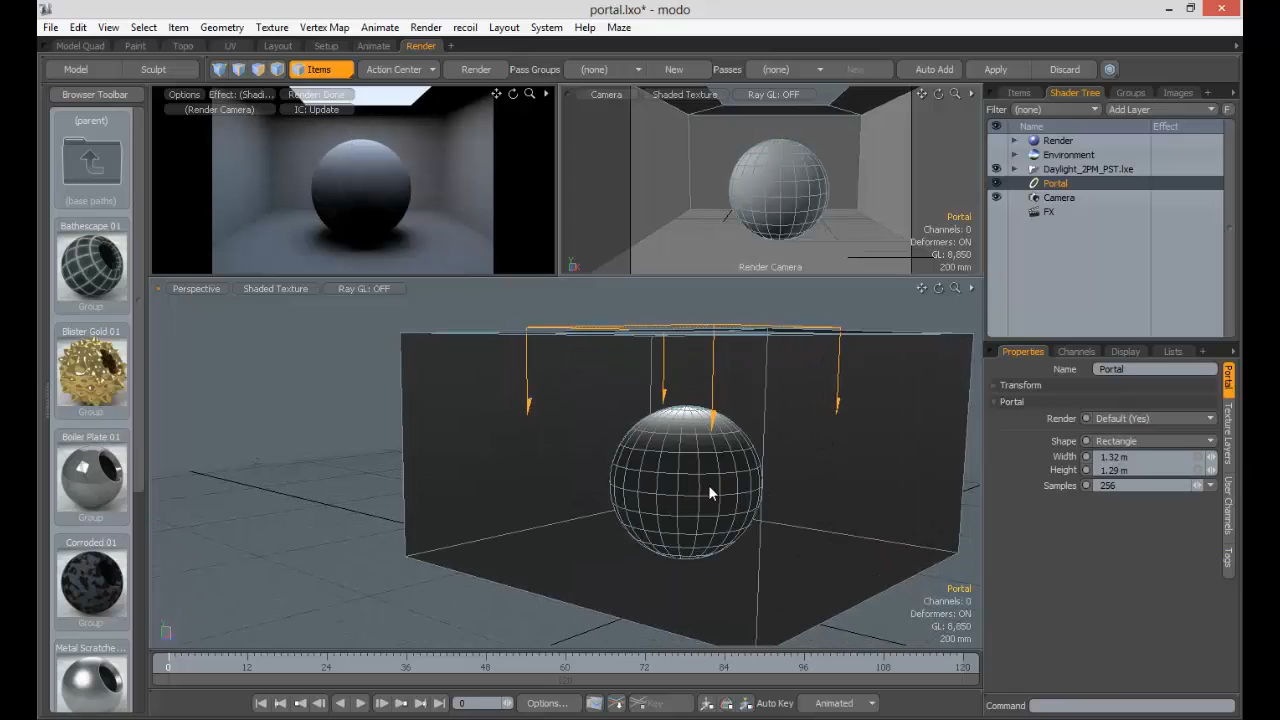 portal.lxo* - modo
File Edit View Select Item Geometry Texture Vertex Map Animate Render recoil Layout System Help Maze
Model Quad Paint Topo UV Layout Setup Animate Render +
Model Sculpt Items Action Center Render Pass Groups (none) New Passes (none) New Auto Add Apply Discard
Browser Toolbar
(parent)
(base paths)
Bathescape 01
Group
Blister Gold 01
Group
Boiler Plate 01
Group
Corroded 01
Group
Metal Scratche...
Options Effect: (Shadi... Render: Done
(Render Camera) IC: Update
Camera Shaded Texture Ray GL: OFF
Portal
Channels: 0
Deformers: ON
GL: 8,850
200 mm
Render Camera
Perspective Shaded Texture Ray GL: OFF
Portal
Channels: 0
Deformers: ON
GL: 8,850
200 mm
0 12 24 36 48 60 72 84 96 108 120
120
0 Options... Key Auto Key Animated
Items Shader Tree Groups Images +
Filter (none) Add Layer F
Name Effect
Render
Environment
Daylight_2PM_PST.lxe
Portal
Camera
FX
Properties Channels Display Lists +
Name Portal
Transform
Portal
Render Default (Yes)
Shape Rectangle
Width 1.32 m
Height 1.29 m
Samples 256
Portal
Texture Layers
User Channels
Tags
Command